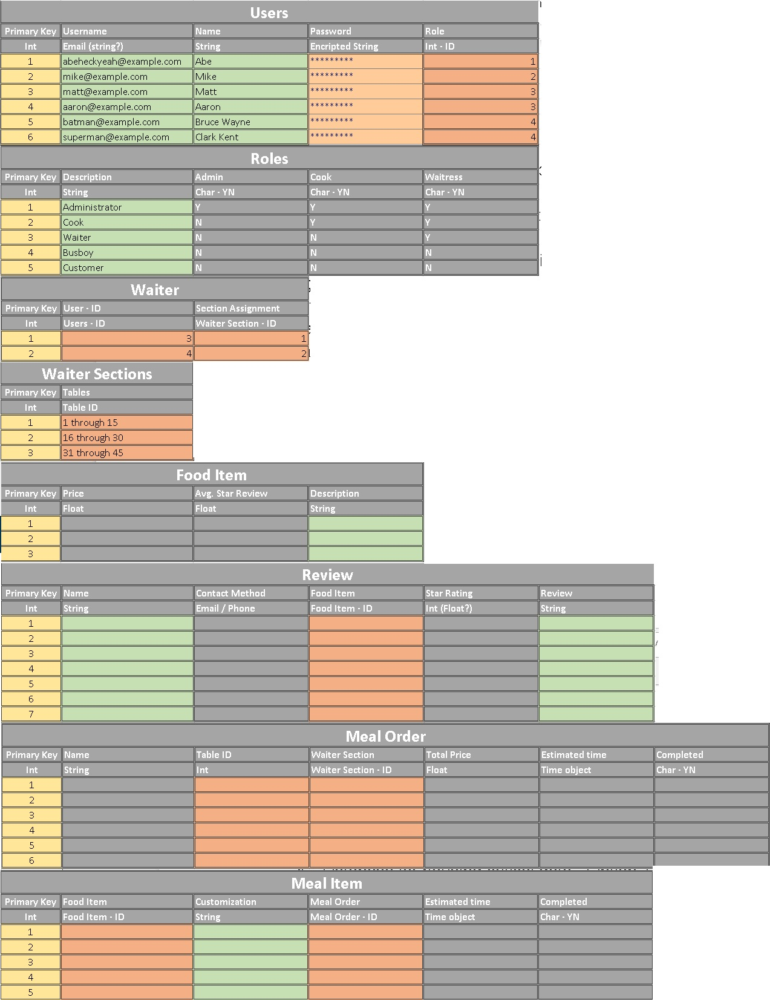 Users
Primary Key Username Name Password Role
Int Email (string?) String Encripted String Int - ID
1 abeheckyeah@example.com Abe ********* 1
2 mike@example.com Mike ********* 2
3 matt@example.com Matt ********* 3
4 aaron@example.com Aaron ********* 3
5 batman@example.com Bruce Wayne ********* 4
6 superman@example.com Clark Kent ********* 4
Roles
Primary Key Description Admin Cook Waitress
Int String Char - YN Char - YN Char - YN
1 Administrator Y Y Y
2 Cook N Y Y
3 Waiter N N Y
4 Busboy N N N
5 Customer N N N
Waiter
Primary Key User - ID Section Assignment
Int Users - ID Waiter Section - ID
1 3 1
2 4 2
Waiter Sections
Primary Key Tables
Int Table ID
1 1 through 15
2 16 through 30
3 31 through 45
Food Item
Primary Key Price Avg. Star Review Description
Int Float Float String
1
2
3
Review
Primary Key Name Contact Method Food Item Star Rating Review
Int String Email / Phone Food Item - ID Int (Float?) String
1
2
3
4
5
6
7
Meal Order
Primary Key Name Table ID Waiter Section Total Price Estimated time Completed
Int String Int Waiter Section - ID Float Time object Char - YN
1
2
3
4
5
6
Meal Item
Primary Key Food Item Customization Meal Order Estimated time Completed
Int Food Item - ID String Meal Order - ID Time object Char - YN
1
2
3
4
5